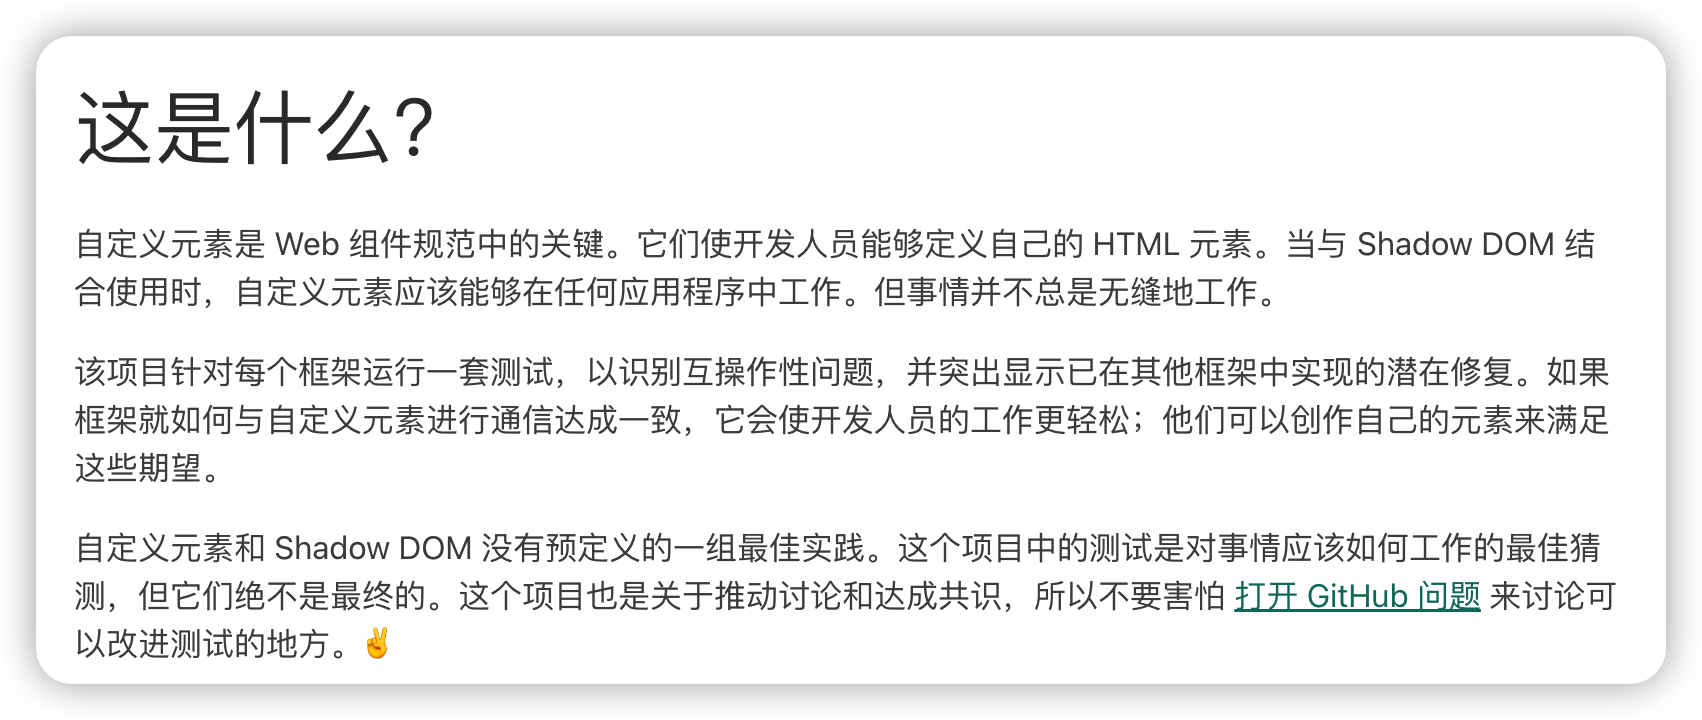 这是什么?
自定义元素是 Web 组件规范中的关键。它们使开发人员能够定义自己的 HTML 元素。当与 Shadow DOM 结
合使用时，自定义元素应该能够在任何应用程序中工作。但事情并不总是无缝地工作。
该项目针对每个框架运行一套测试，以识别互操作性问题，并突出显示已在其他框架中实现的潜在修复。如果
框架就如何与自定义元素进行通信达成一致，它会使开发人员的工作更轻松；他们可以创作自己的元素来满足
这些期望。
自定义元素和 Shadow DOM 没有预定义的一组最佳实践。这个项目中的测试是对事情应该如何工作的最佳猜
测，但它们绝不是最终的。这个项目也是关于推动讨论和达成共识，所以不要害怕 打开 GitHub 问题 来讨论可
以改进测试的地方。✌️